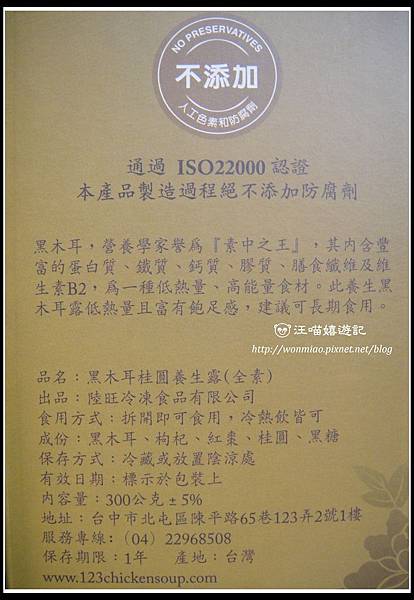 NO PRESERVATIVES
不添加
人工色素和防腐劑
通過 ISO22000 認證
本產品製造過程絕不添加防腐劑
黑木耳，營養學家譽為『素中之王』，其內含豐
富的蛋白質、鐵質、鈣質、膠質、膳食纖維及維
生素B2，為一種低熱量、高能量食材。此養生黑
木耳露低熱量且富有飽足感，建議可長期食用。
汪喵嬉遊記
http://wonmiao.pixnet.net/blog
品名：黑木耳桂圓養生露(全素)
出品：陸旺冷凍食品有限公司
食用方式：拆開即可食用，冷熱飲皆可
成份：黑木耳、枸杞、紅棗、桂圓、黑糖
保存方式：冷藏或放置陰涼處
有效日期：標示於包裝上
內容量：300公克±5%
地址：台中市北屯區陳平路65巷123弄2號1樓
服務專線:（04）22968508
保存期限：1年 產地：台灣
www.123chickensoup.com